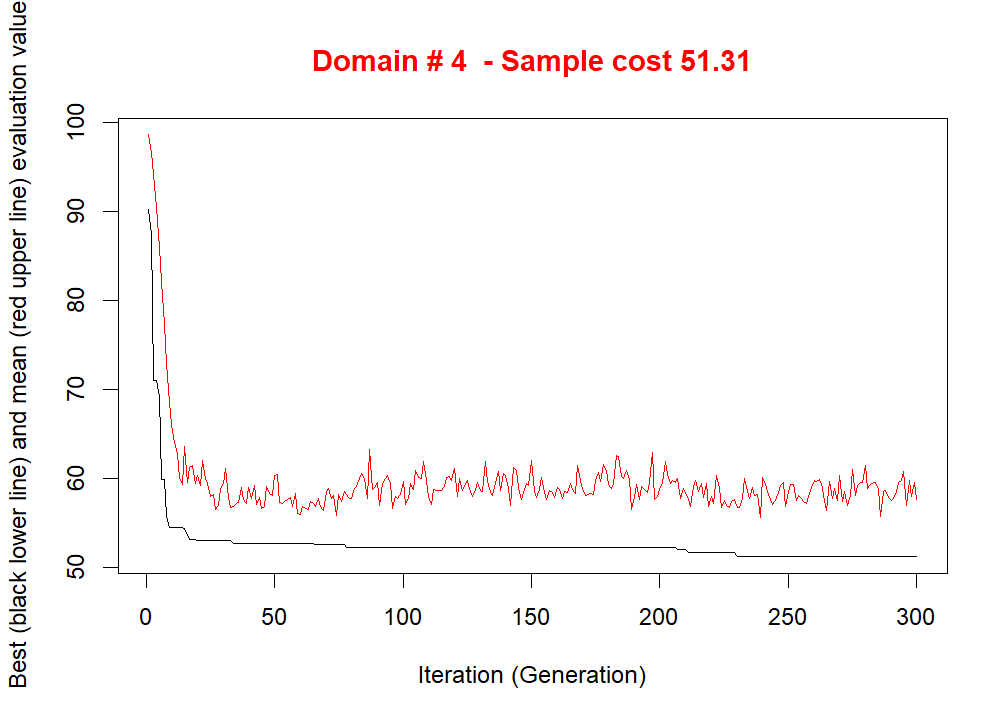 Domain # 4  - Sample cost 51.31
Best (black lower line) and mean (red upper line) evaluation value
100
90
80
70
60
50
0 50 100 150 200 250 300
Iteration (Generation)